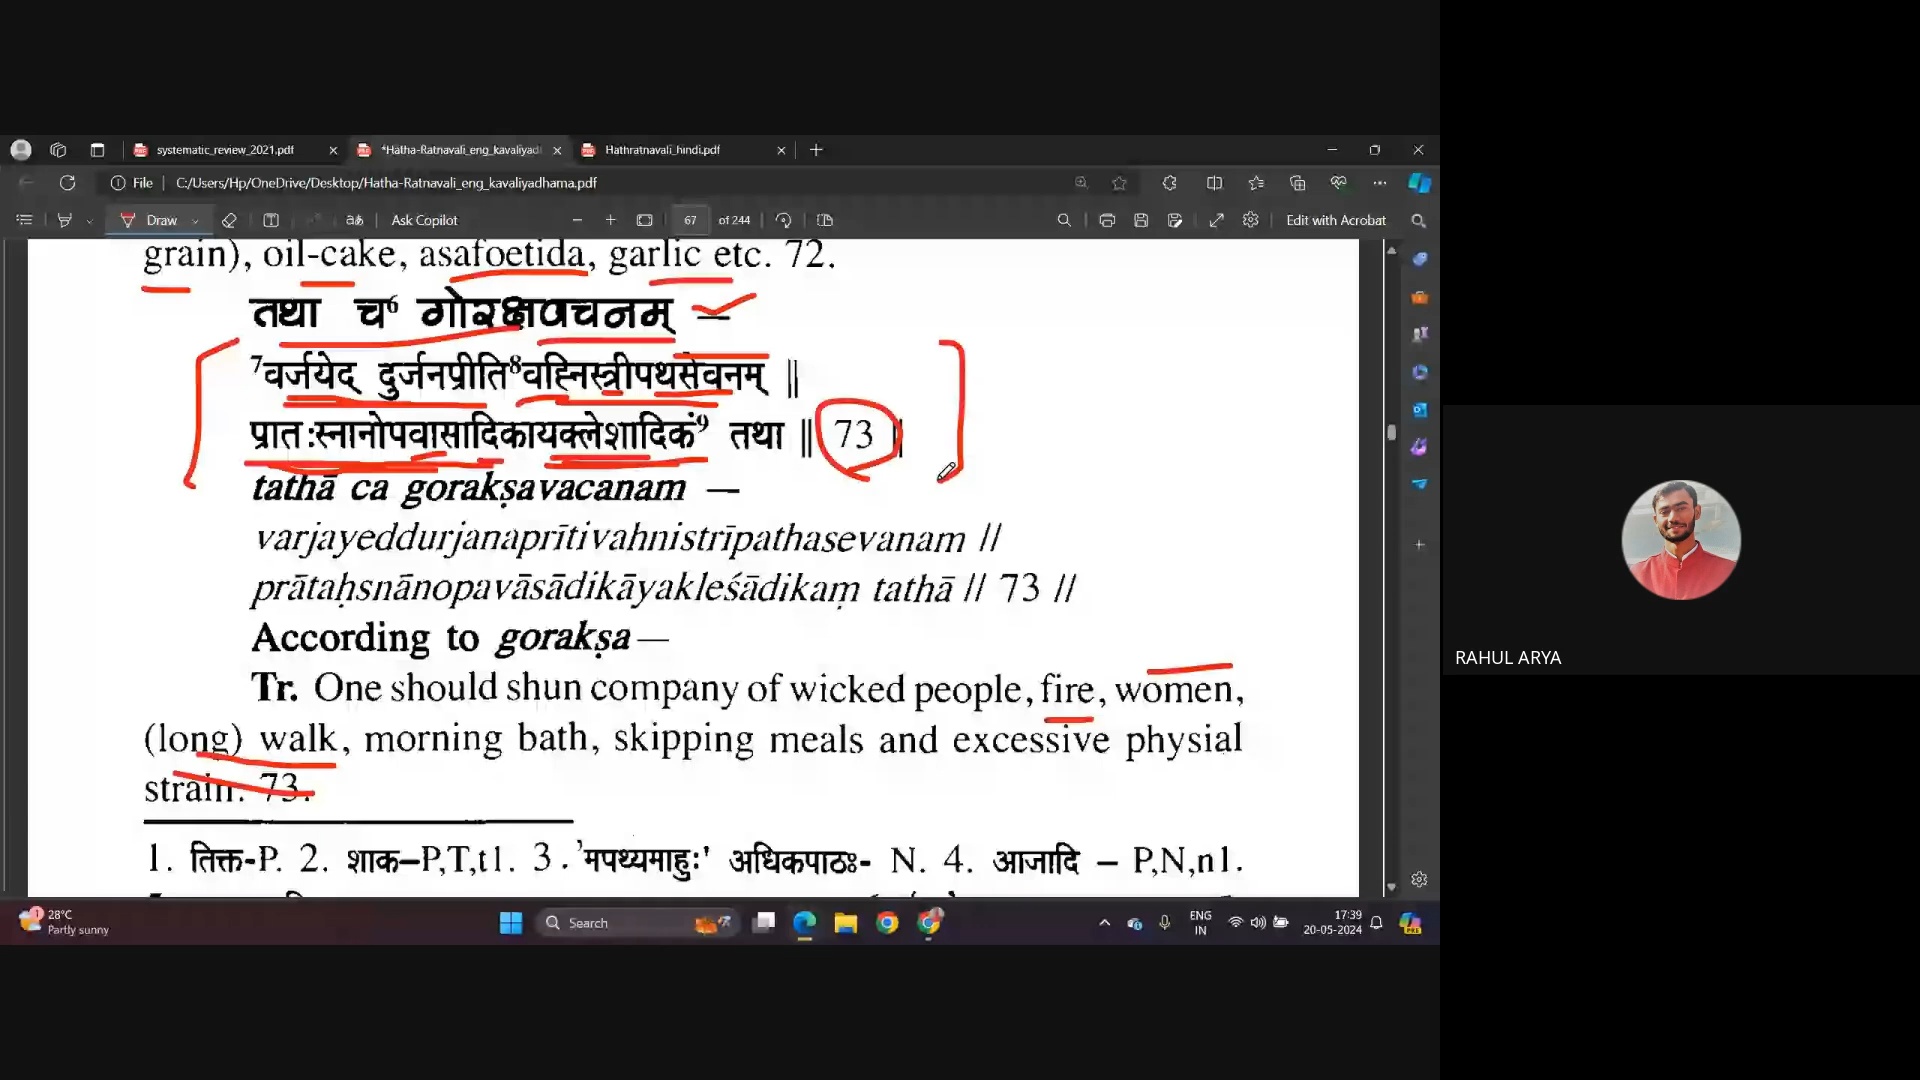 systematic_review_2021.pdf
*Hatha-Ratnavali_eng_kavaliyad
Hathratnavali_hindi.pdf
File
C:/Users/Hp/OneDrive/Desktop/Hatha-Ratnavali_eng_kavaliyadhama.pdf
Draw
Ask Copilot
67 of 244
Edit with Acrobat
grain), oil-cake, asafoetida, garlic etc. 72.
तथा च⁶ गोरक्षवचनम् —
⁷वर्जयेद् दुर्जनप्रीति⁸वह्निस्त्रीपथसेवनम् ||
प्रातःस्नानोपवासादिकायक्लेशादिकं⁹ तथा || 73 ||
tathā ca gorakṣavacanam —
varjayeddurjanaprītivahnistrīpathasevanam //
prātaḥsnānopavāsādikāyakleśādikaṃ tathā // 73 //
According to gorakṣa—
Tr. One should shun company of wicked people, fire, women,
(long) walk, morning bath, skipping meals and excessive physial
strain. 73.
1. तिक्त-P. 2. शाक–P,T,t1. 3. 'मपथ्यमाहुः' अधिकपाठः- N. 4. आजादि – P,N,n1.
RAHUL ARYA
1
28°C
Partly sunny
Search
ENG
IN
17:39
20-05-2024